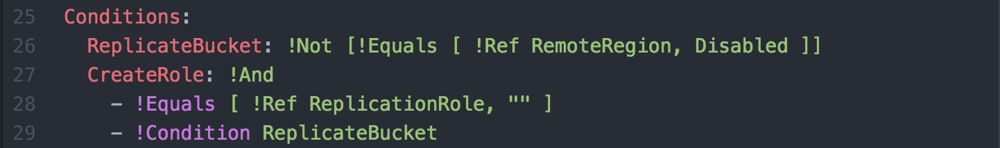 25 Conditions:
26 ReplicateBucket: !Not [!Equals [ !Ref RemoteRegion, Disabled ]]
27 CreateRole: !And
28 - !Equals [ !Ref ReplicationRole, "" ]
29 - !Condition ReplicateBucket